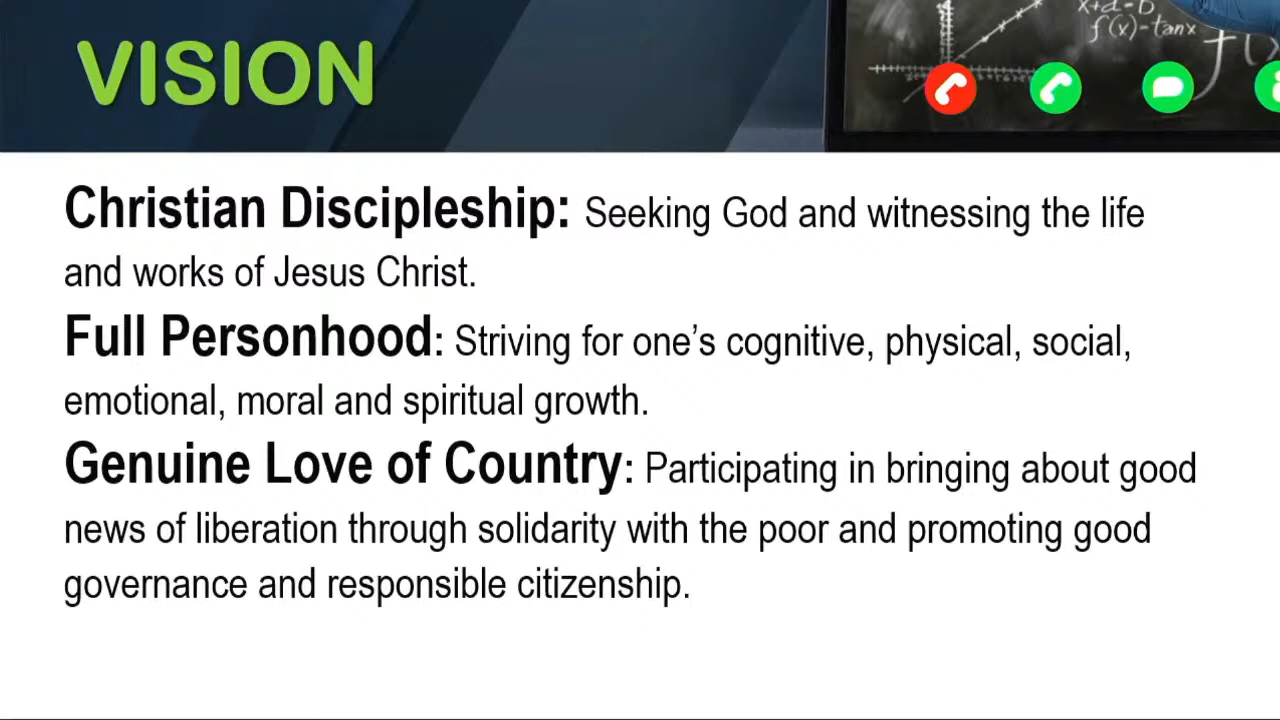 VISION
x+a-b
f(x)-tanx
Christian Discipleship: Seeking God and witnessing the life
and works of Jesus Christ.
Full Personhood: Striving for one’s cognitive, physical, social,
emotional, moral and spiritual growth.
Genuine Love of Country: Participating in bringing about good
news of liberation through solidarity with the poor and promoting good
governance and responsible citizenship.